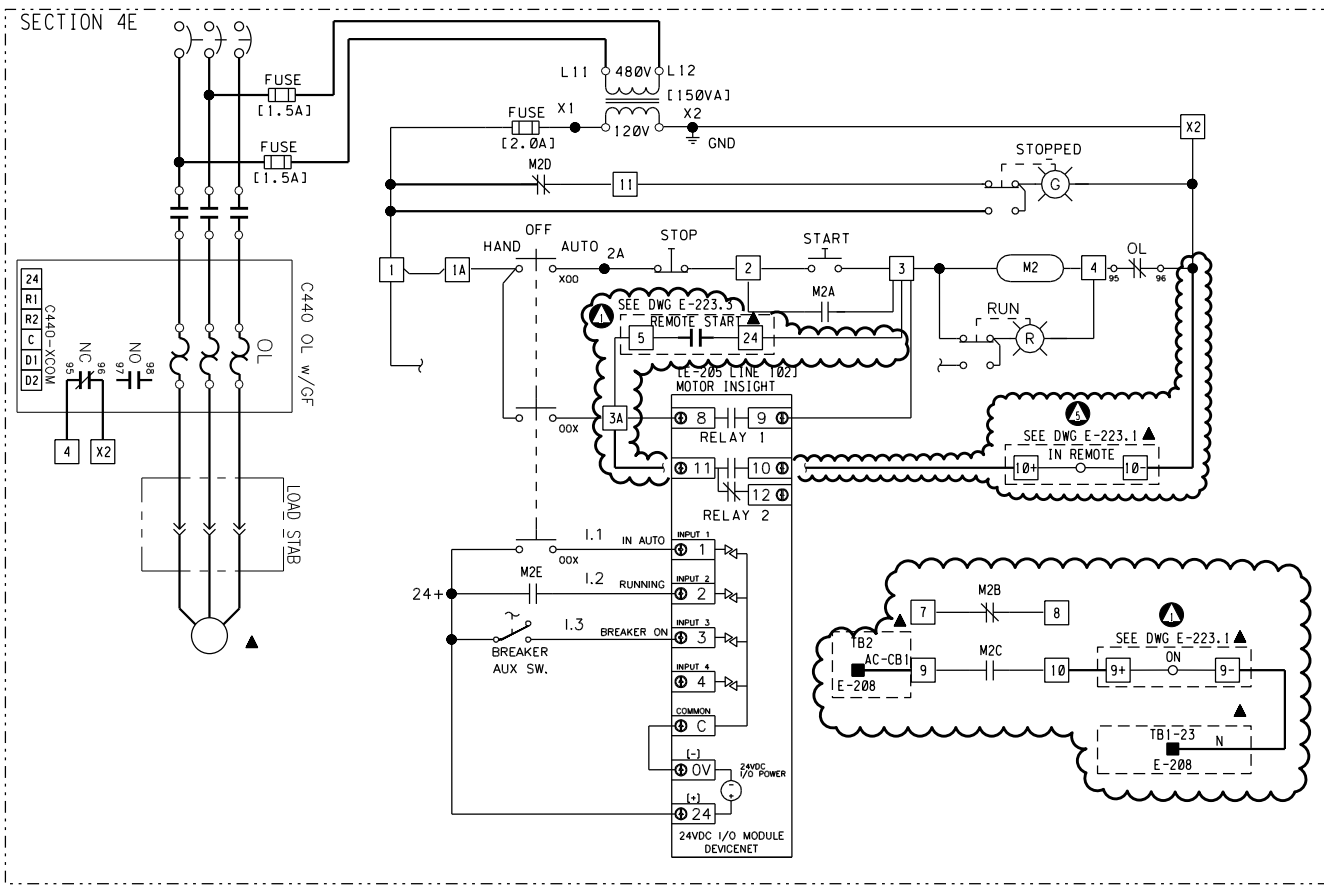 SECTION 4E
FUSE
[1.5A]
FUSE
[1.5A]
L11
480V
L12
[150VA]
FUSE
[2.0A]
X1
120V
X2
GND
X2
M2D
11
STOPPED
G
HAND
OFF
AUTO
X00
2A
STOP
START
1
1A
2
3
M2
4
OL
95
96
M2A
RUN
R
24
R1
R2
C
D1
D2
C440-XCOM
NC
95
96
NO
97
98
OL
C440 OL w/GF
4
X2
LOAD STAB
1
SEE DWG E-223.3
REMOTE START
5
24
[E-205 LINE 102]
MOTOR INSIGHT
00X
3A
8
9
RELAY 1
11
10
12
RELAY 2
5
SEE DWG E-223.1
IN REMOTE
10+
10-
00X
I.1
IN AUTO
INPUT 1
1
24+
M2E
I.2
RUNNING
INPUT 2
2
BREAKER
AUX SW.
I.3
BREAKER ON
INPUT 3
3
INPUT 4
4
COMMON
C
[-]
0V
24VDC
I/O POWER
-
+
[+]
24
24VDC I/O MODULE
DEVICENET
7
M2B
8
TB2
AC-CB1
E-208
9
M2C
10
1
SEE DWG E-223.1
ON
9+
9-
TB1-23
N
E-208